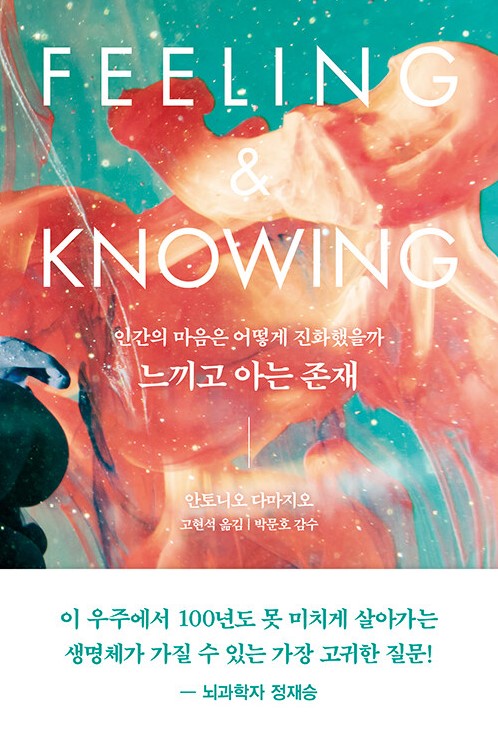 FEELING
&
KNOWING
인간의 마음은 어떻게 진화했을까
느끼고 아는 존재
안토니오 다마지오
고현석 옮김 | 박문호 감수
이 우주에서 100년도 못 미치게 살아가는
생명체가 가질 수 있는 가장 고귀한 질문!
— 뇌과학자 정재승